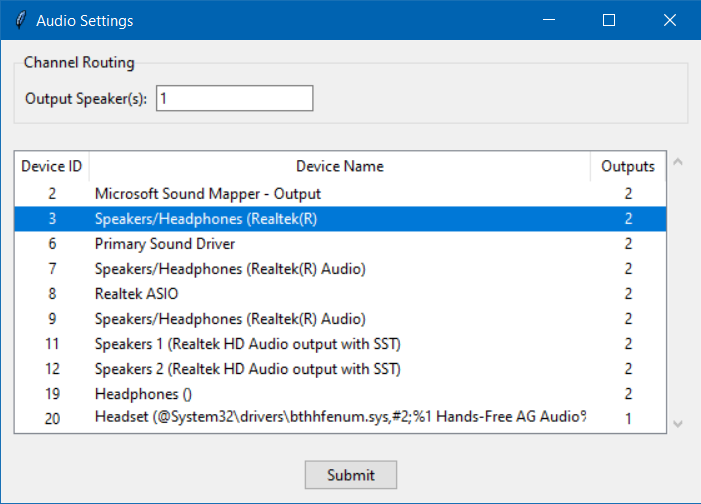 Audio Settings
Channel Routing
Output Speaker(s): 1
Device ID Device Name Outputs
2 Microsoft Sound Mapper - Output 2
3 Speakers/Headphones (Realtek(R) 2
6 Primary Sound Driver 2
7 Speakers/Headphones (Realtek(R) Audio) 2
8 Realtek ASIO 2
9 Speakers/Headphones (Realtek(R) Audio) 2
11 Speakers 1 (Realtek HD Audio output with SST) 2
12 Speakers 2 (Realtek HD Audio output with SST) 2
19 Headphones () 2
20 Headset (@System32\drivers\bthhfenum.sys,#2;%1 Hands-Free AG Audio% 1
Submit